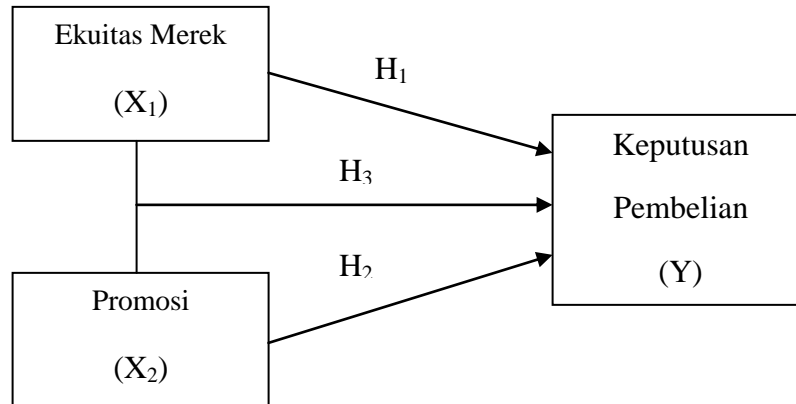 Ekuitas Merek
(X₁)
H₁
Keputusan
Pembelian
(Y)
H₃
H₂
Promosi
(X₂)